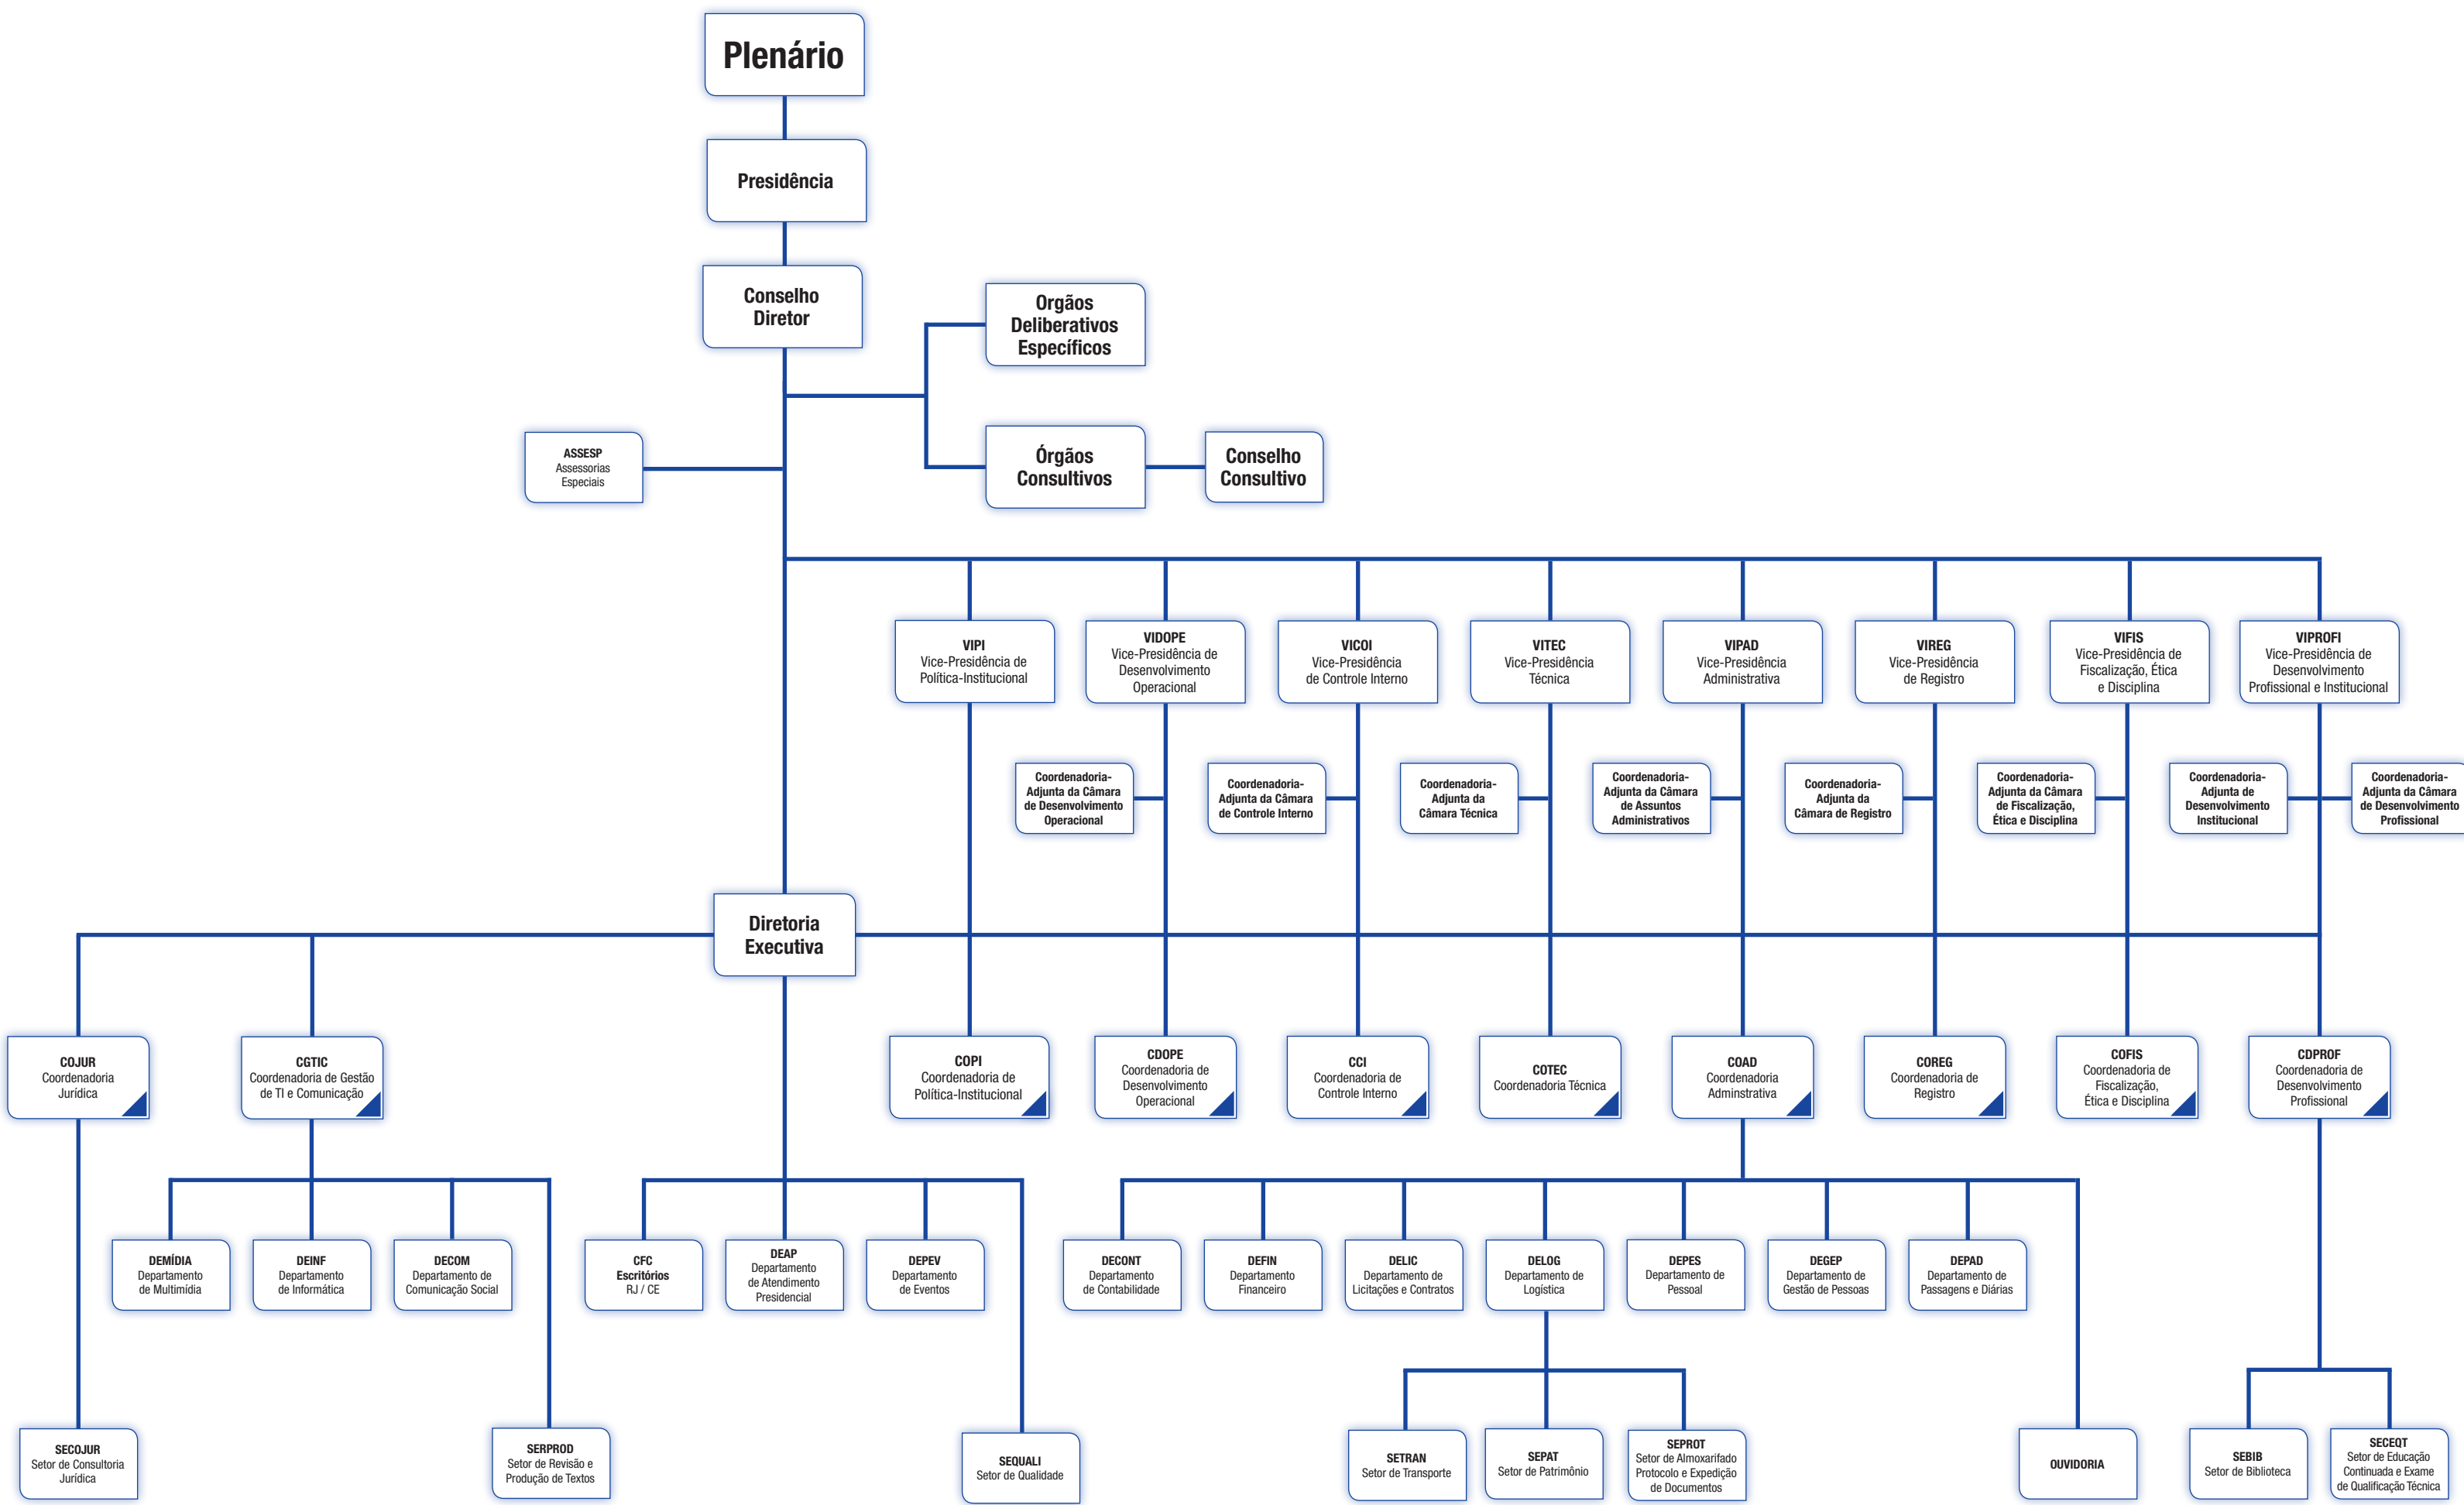 Plenário
Presidência
Conselho
Diretor
Orgãos
Deliberativos
Específicos
ASSESP
Assessorias
Especiais
Órgãos
Consultivos
Conselho
Consultivo
VIPI
Vice-Presidência de
Política-Institucional
VIDOPE
Vice-Presidência de
Desenvolvimento
Operacional
VICOI
Vice-Presidência
de Controle Interno
VITEC
Vice-Presidência
Técnica
VIPAD
Vice-Presidência
Administrativa
VIREG
Vice-Presidência
de Registro
VIFIS
Vice-Presidência de
Fiscalização, Ética
e Disciplina
VIPROFI
Vice-Presidência de
Desenvolvimento
Profissional e Institucional
Coordenadoria-
Adjunta da Câmara
de Desenvolvimento
Operacional
Coordenadoria-
Adjunta da Câmara
de Controle Interno
Coordenadoria-
Adjunta da
Câmara Técnica
Coordenadoria-
Adjunta da Câmara
de Assuntos
Administrativos
Coordenadoria-
Adjunta da
Câmara de Registro
Coordenadoria-
Adjunta da Câmara
de Fiscalização,
Ética e Disciplina
Coordenadoria-
Adjunta de
Desenvolvimento
Institucional
Coordenadoria-
Adjunta da Câmara
de Desenvolvimento
Profissional
Diretoria
Executiva
COJUR
Coordenadoria
Jurídica
CGTIC
Coordenadoria de Gestão
de TI e Comunicação
COPI
Coordenadoria de
Política-Institucional
CDOPE
Coordenadoria de
Desenvolvimento
Operacional
CCI
Coordenadoria de
Controle Interno
COTEC
Coordenadoria Técnica
COAD
Coordenadoria
Adminstrativa
COREG
Coordenadoria de
Registro
COFIS
Coordenadoria de
Fiscalização,
Ética e Disciplina
CDPROF
Coordenadoria de
Desenvolvimento
Profissional
DEMÍDIA
Departamento
de Multimídia
DEINF
Departamento
de Informática
DECOM
Departamento de
Comunicação Social
CFC
Escritórios
RJ / CE
DEAP
Departamento
de Atendimento
Presidencial
DEPEV
Departamento
de Eventos
DECONT
Departamento
de Contabilidade
DEFIN
Departamento
Financeiro
DELIC
Departamento de
Licitações e Contratos
DELOG
Departamento de
Logística
DEPES
Departamento de
Pessoal
DEGEP
Departamento de
Gestão de Pessoas
DEPAD
Departamento de
Passagens e Diárias
SECOJUR
Setor de Consultoria
Jurídica
SERPROD
Setor de Revisão e
Produção de Textos
SEQUALI
Setor de Qualidade
SETRAN
Setor de Transporte
SEPAT
Setor de Patrimônio
SEPROT
Setor de Almoxarifado
Protocolo e Expedição
de Documentos
OUVIDORIA
SEBIB
Setor de Biblioteca
SECEQT
Setor de Educação
Continuada e Exame
de Qualificação Técnica